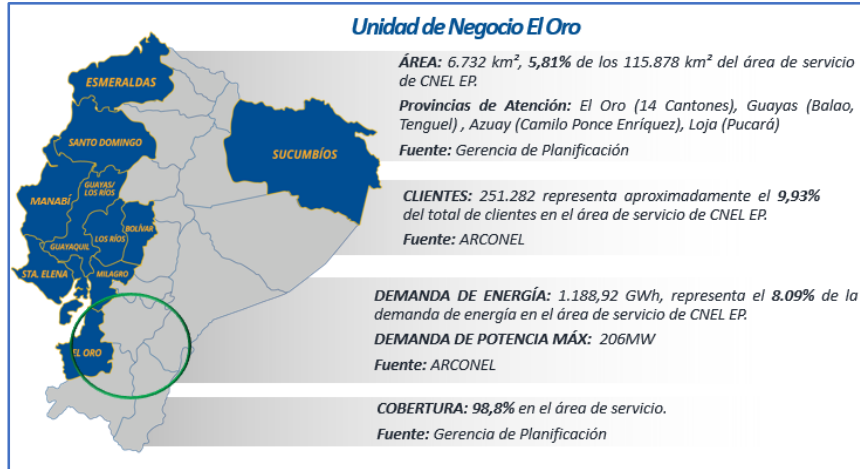 Unidad de Negocio El Oro
ÁREA: 6.732 km², 5,81% de los 115.878 km² del área de servicio
de CNEL EP.
Provincias de Atención: El Oro (14 Cantones), Guayas (Balao,
Tenguel) , Azuay (Camilo Ponce Enríquez), Loja (Pucará)
Fuente: Gerencia de Planificación
CLIENTES: 251.282 representa aproximadamente el 9,93%
del total de clientes en el área de servicio de CNEL EP.
Fuente: ARCONEL
DEMANDA DE ENERGÍA: 1.188,92 GWh, representa el 8.09% de la
demanda de energía en el área de servicio de CNEL EP.
DEMANDA DE POTENCIA MÁX: 206MW
Fuente: ARCONEL
COBERTURA: 98,8% en el área de servicio.
Fuente: Gerencia de Planificación
ESMERALDAS
SANTO DOMINGO
SUCUMBÍOS
GUAYAS/
LOS RÍOS
MANABÍ
BOLÍVAR
LOS RÍOS
GUAYAQUIL
STA. ELENA
MILAGRO
EL ORO